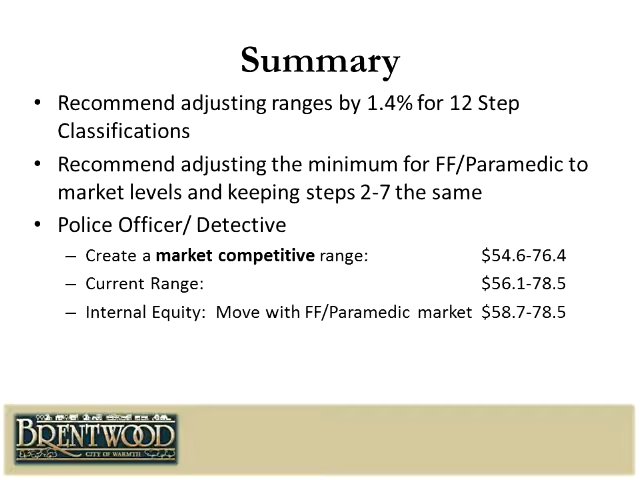 Summary
• Recommend adjusting ranges by 1.4% for 12 Step
Classifications
• Recommend adjusting the minimum for FF/Paramedic to
market levels and keeping steps 2-7 the same
• Police Officer/ Detective
– Create a market competitive range: $54.6-76.4
– Current Range: $56.1-78.5
– Internal Equity: Move with FF/Paramedic market $58.7-78.5
BRENTWOOD
CITY OF WARMTH